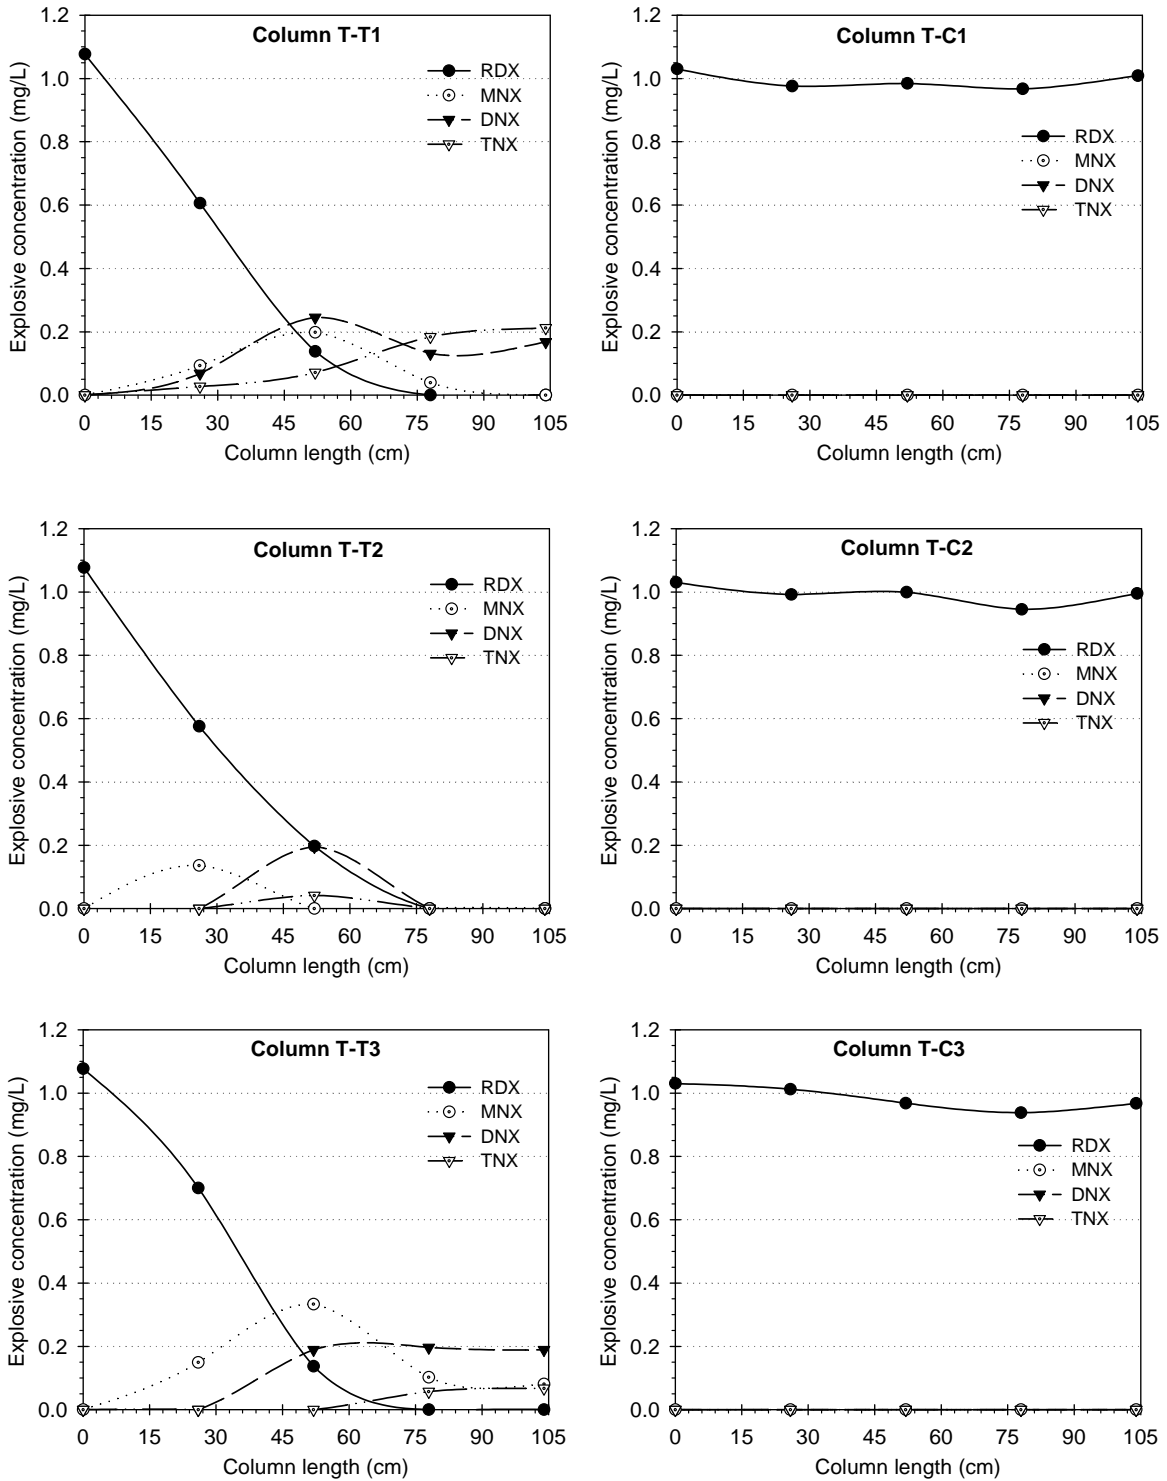 Column T-T1
Explosive concentration (mg/L)
1.2
1.0
0.8
0.6
0.4
0.2
0.0
RDX
MNX
DNX
TNX
0 15 30 45 60 75 90 105
Column length (cm)
Column T-C1
Explosive concentration (mg/L)
1.2
1.0
0.8
0.6
0.4
0.2
0.0
RDX
MNX
DNX
TNX
0 15 30 45 60 75 90 105
Column length (cm)
Column T-T2
Explosive concentration (mg/L)
1.2
1.0
0.8
0.6
0.4
0.2
0.0
RDX
MNX
DNX
TNX
0 15 30 45 60 75 90 105
Column length (cm)
Column T-C2
Explosive concentration (mg/L)
1.2
1.0
0.8
0.6
0.4
0.2
0.0
RDX
MNX
DNX
TNX
0 15 30 45 60 75 90 105
Column length (cm)
Column T-T3
Explosive concentration (mg/L)
1.2
1.0
0.8
0.6
0.4
0.2
0.0
RDX
MNX
DNX
TNX
0 15 30 45 60 75 90 105
Column length (cm)
Column T-C3
Explosive concentration (mg/L)
1.2
1.0
0.8
0.6
0.4
0.2
0.0
RDX
MNX
DNX
TNX
0 15 30 45 60 75 90 105
Column length (cm)